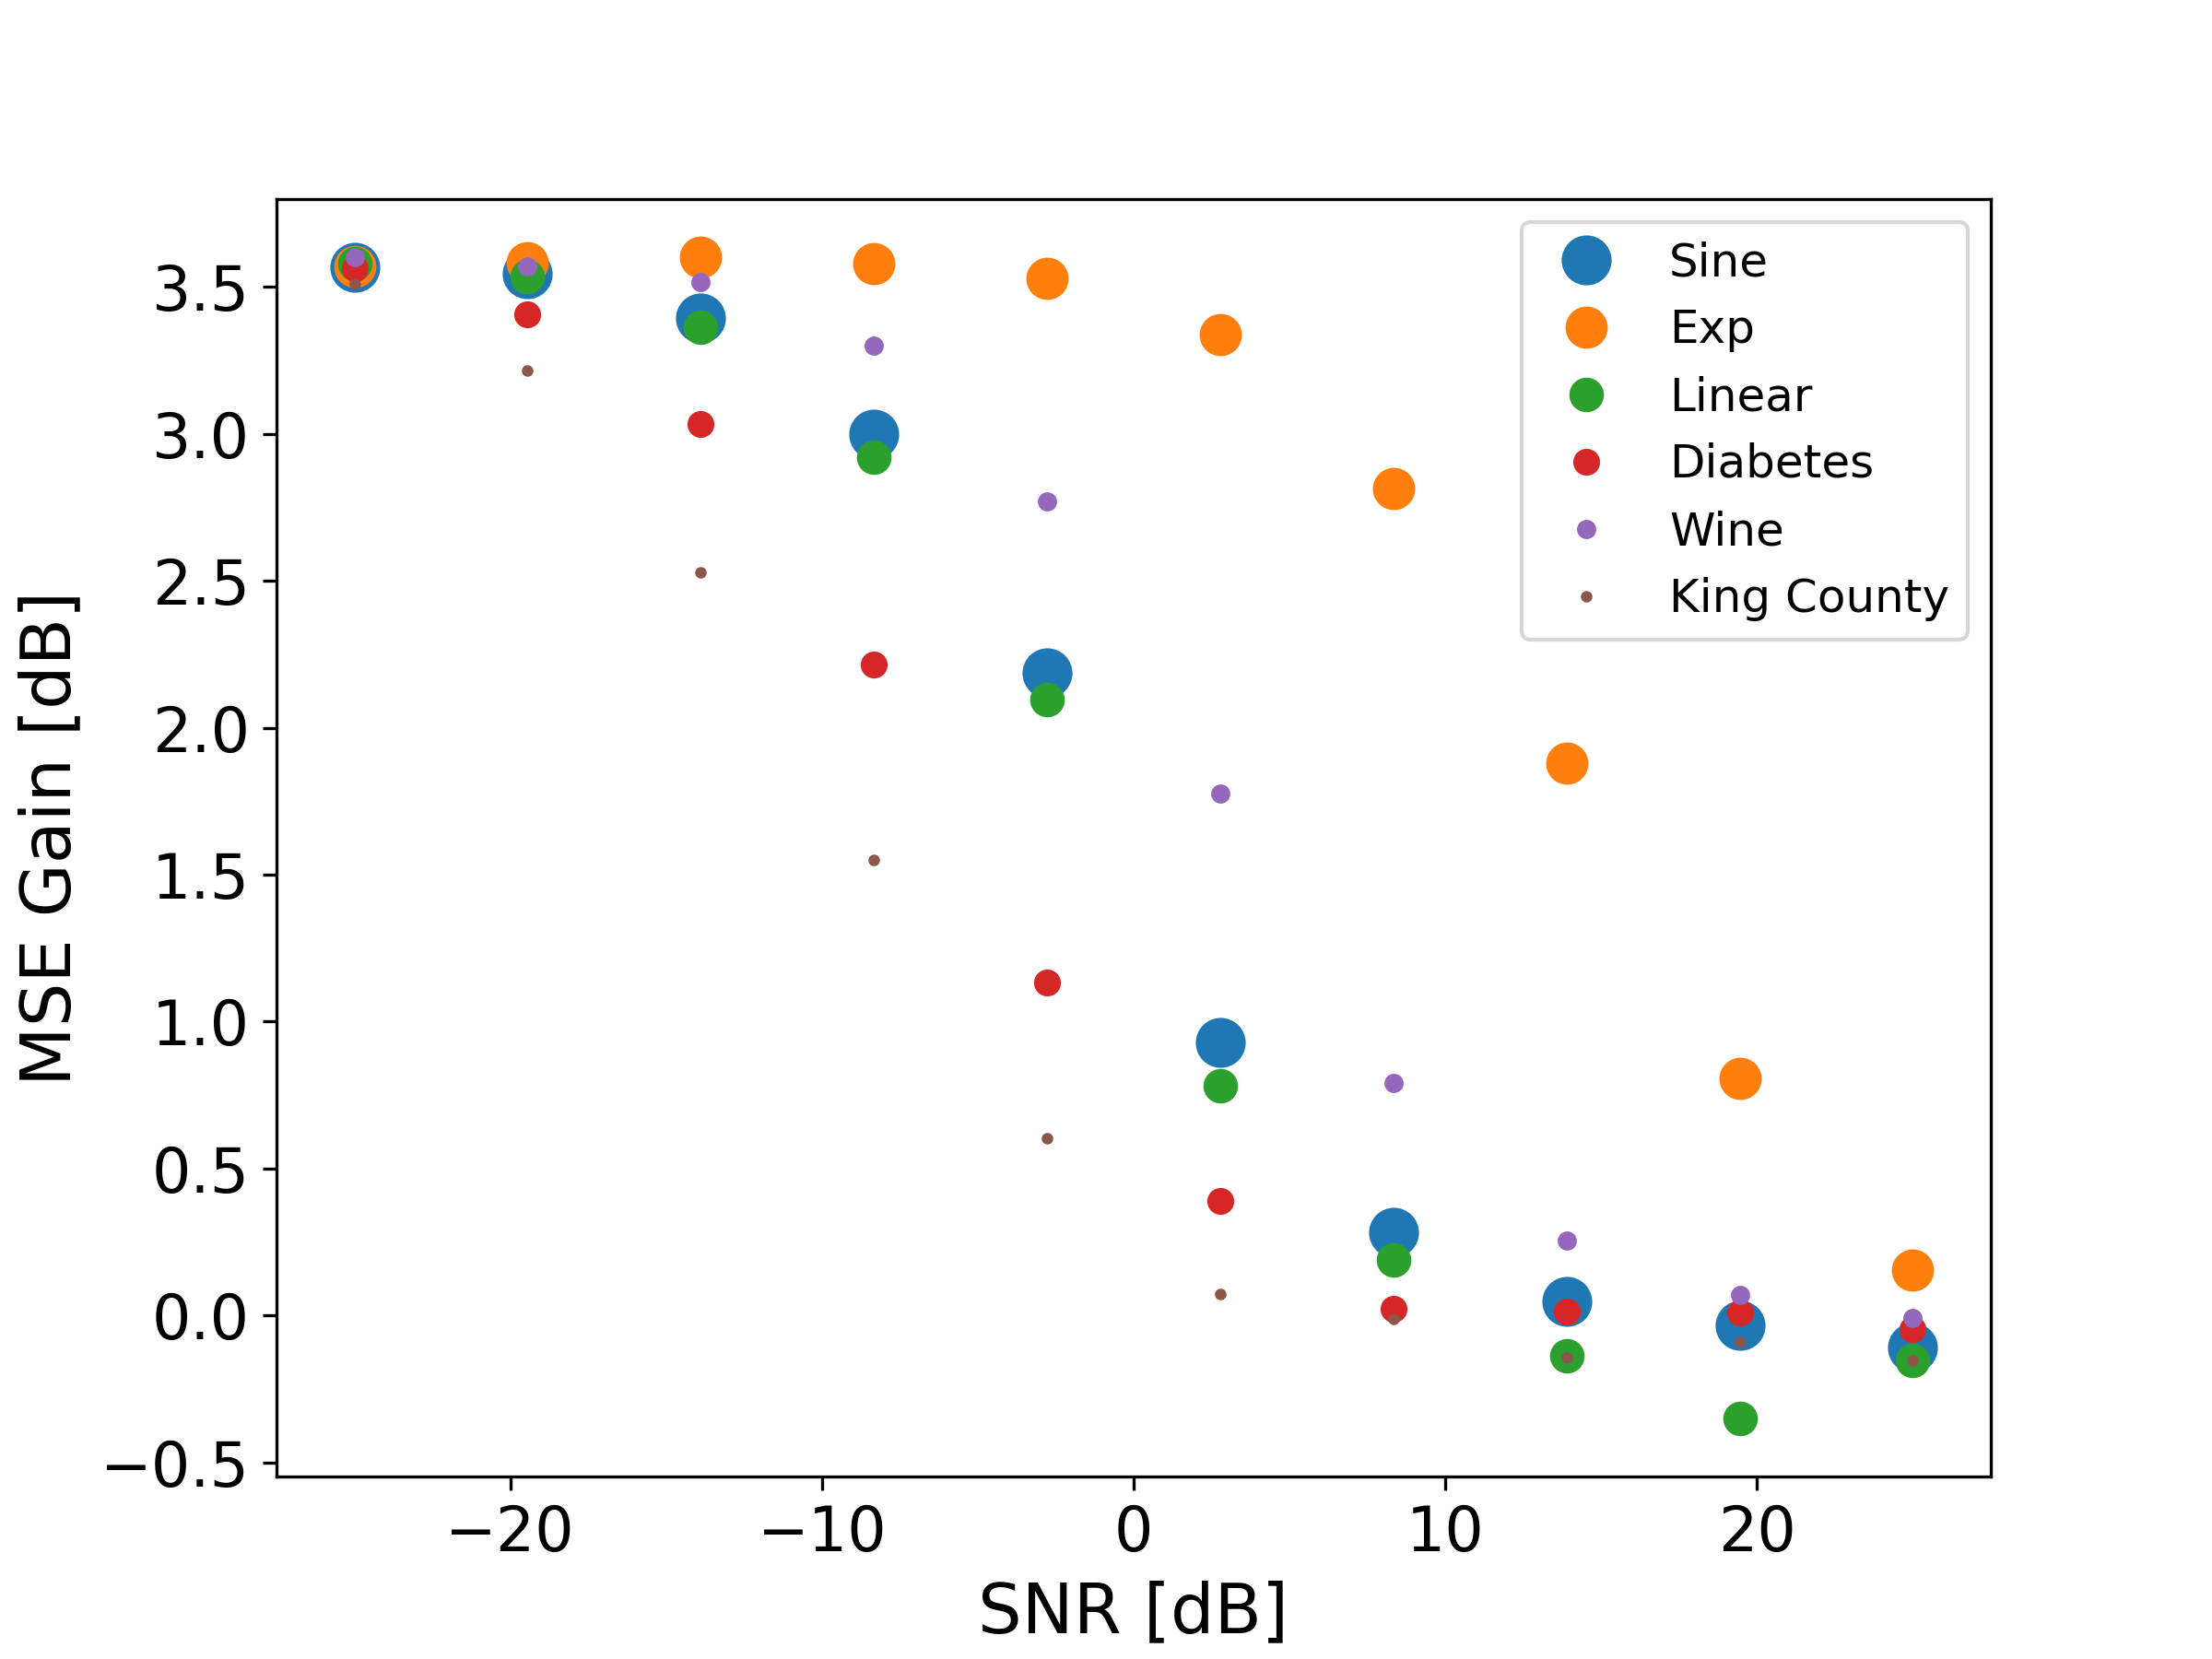 Sine
Exp
Linear
Diabetes
Wine
King County
3.5
3.0
2.5
2.0
1.5
1.0
0.5
0.0
−0.5
MSE Gain [dB]
−20 −10 0 10 20
SNR [dB]